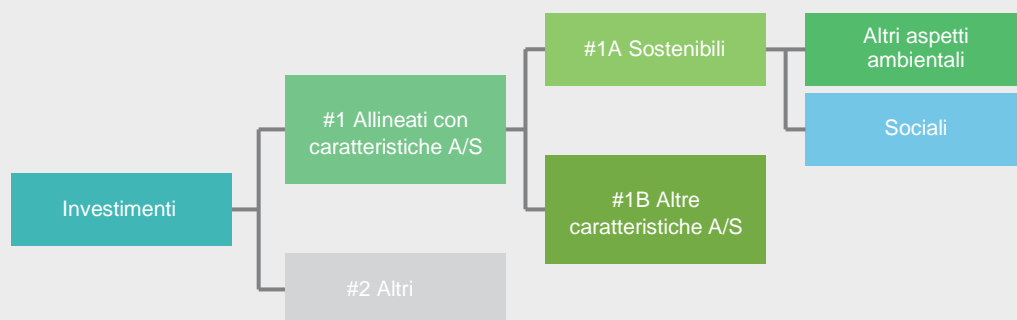 Investimenti
#1 Allineati con
caratteristiche A/S
#2 Altri
#1A Sostenibili
#1B Altre
caratteristiche A/S
Altri aspetti
ambientali
Sociali